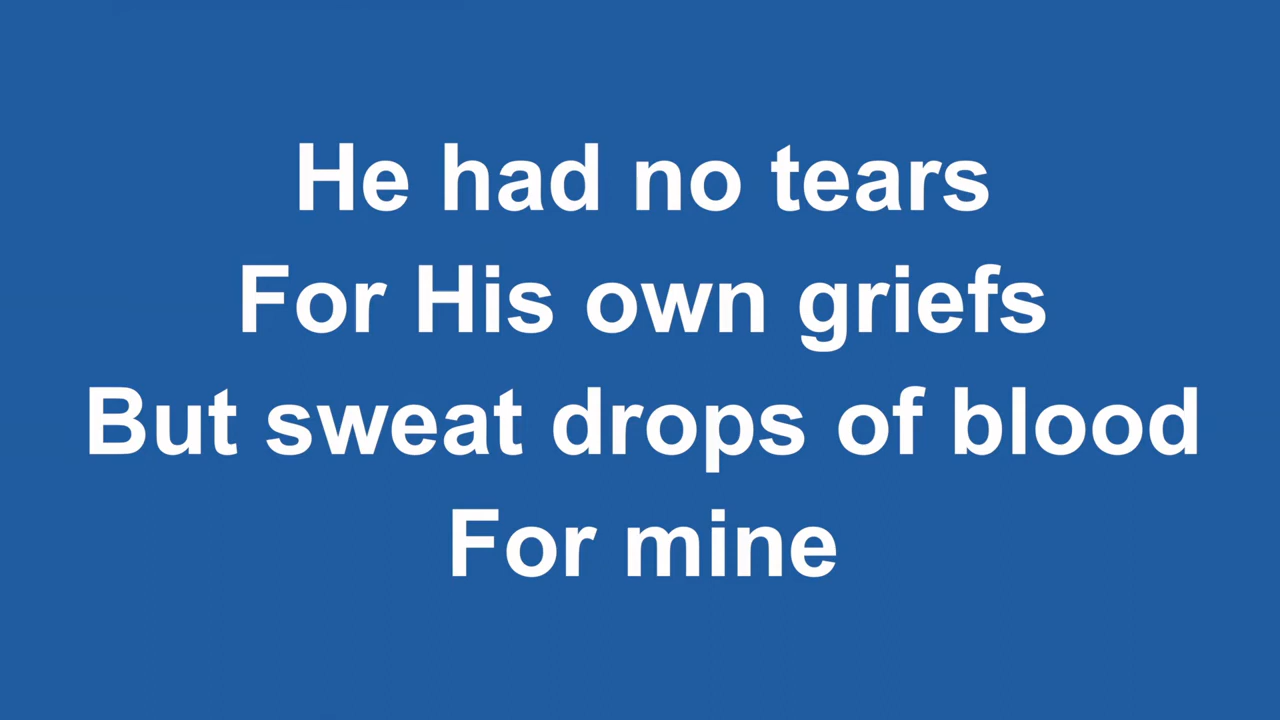 He had no tears
For His own griefs
But sweat drops of blood
For mine